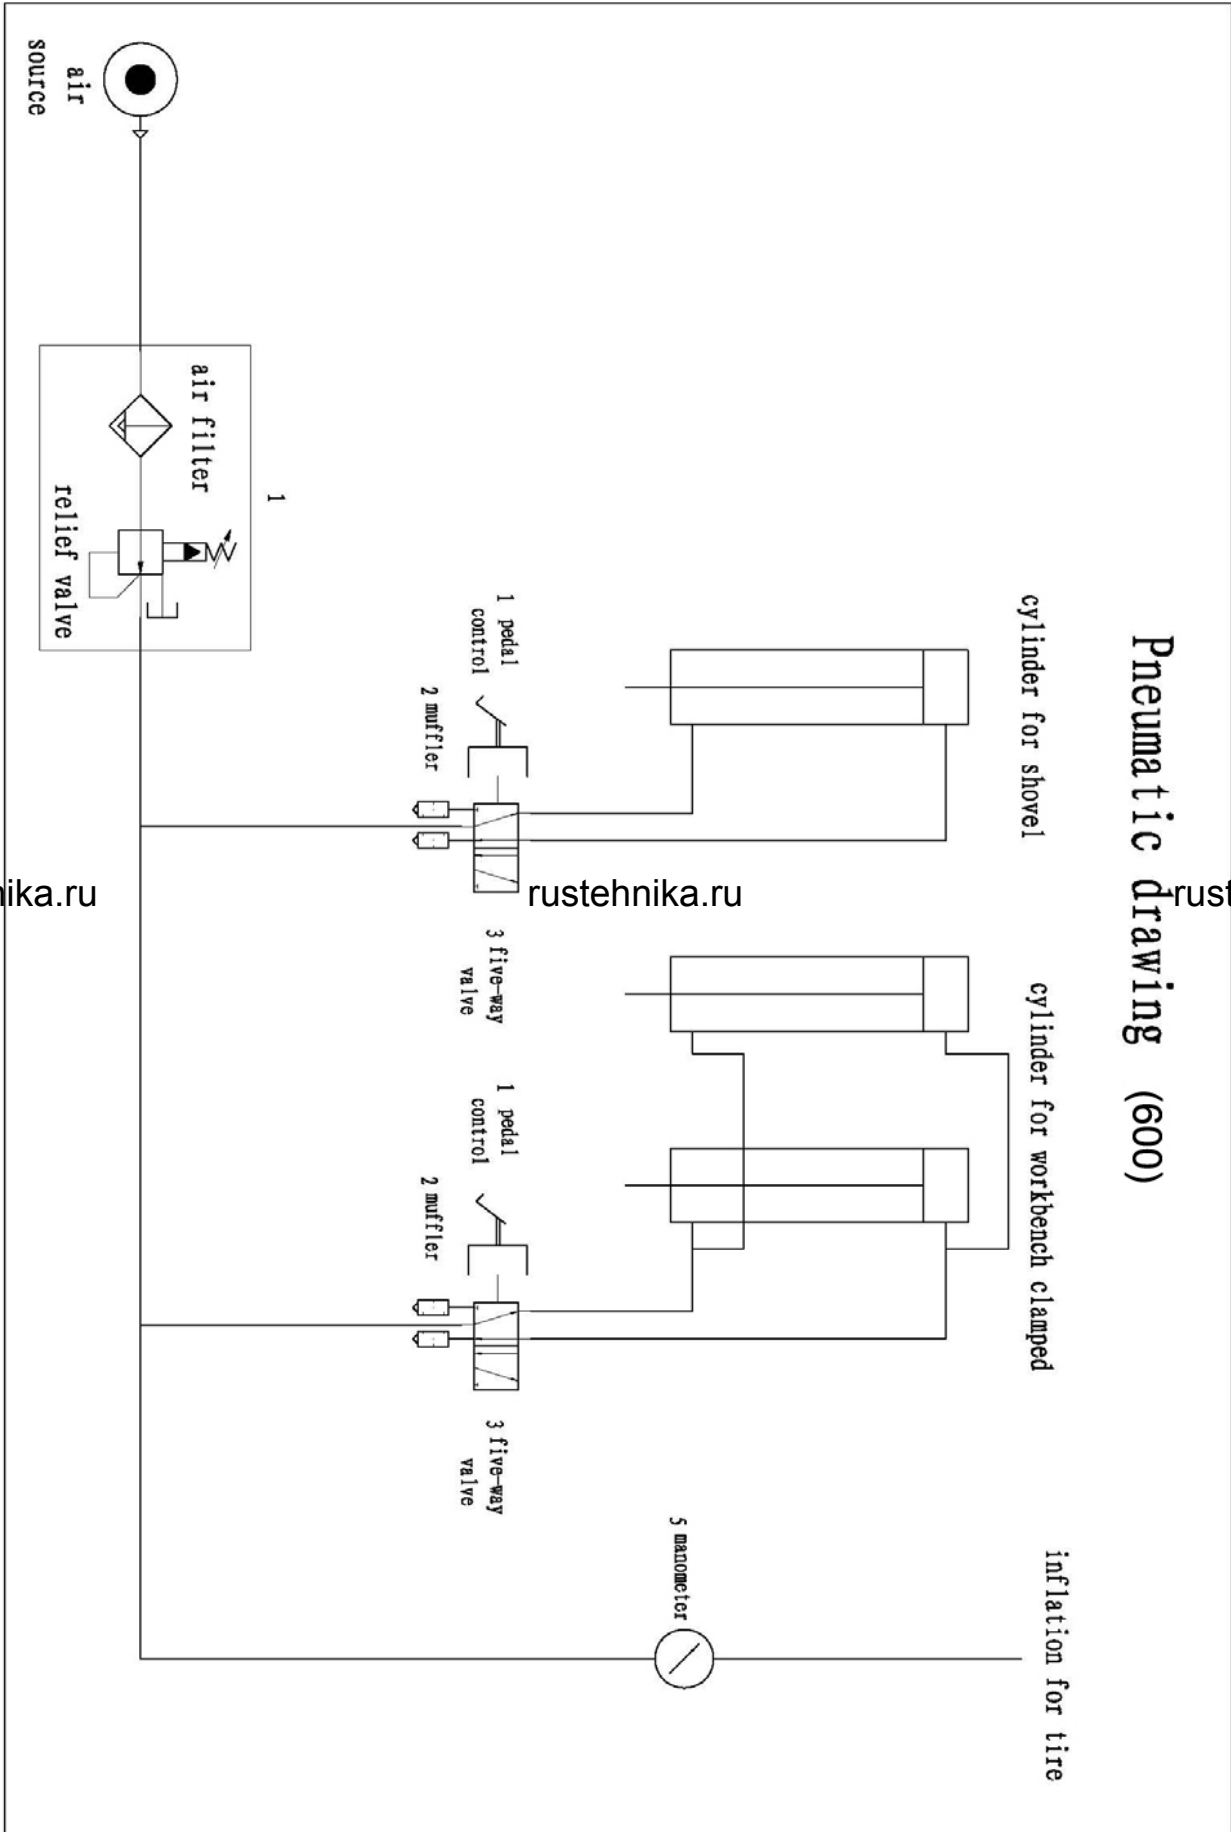 Pneumatic drawing (600)
cylinder for shovel
cylinder for workbench clamped
inflation for tire
1 pedal
control
2 muffler
3 five-way
valve
1 pedal
control
2 muffler
3 five-way
valve
5 manometer
1
air filter
relief valve
air
source
nika.ru
rustehnika.ru
rust